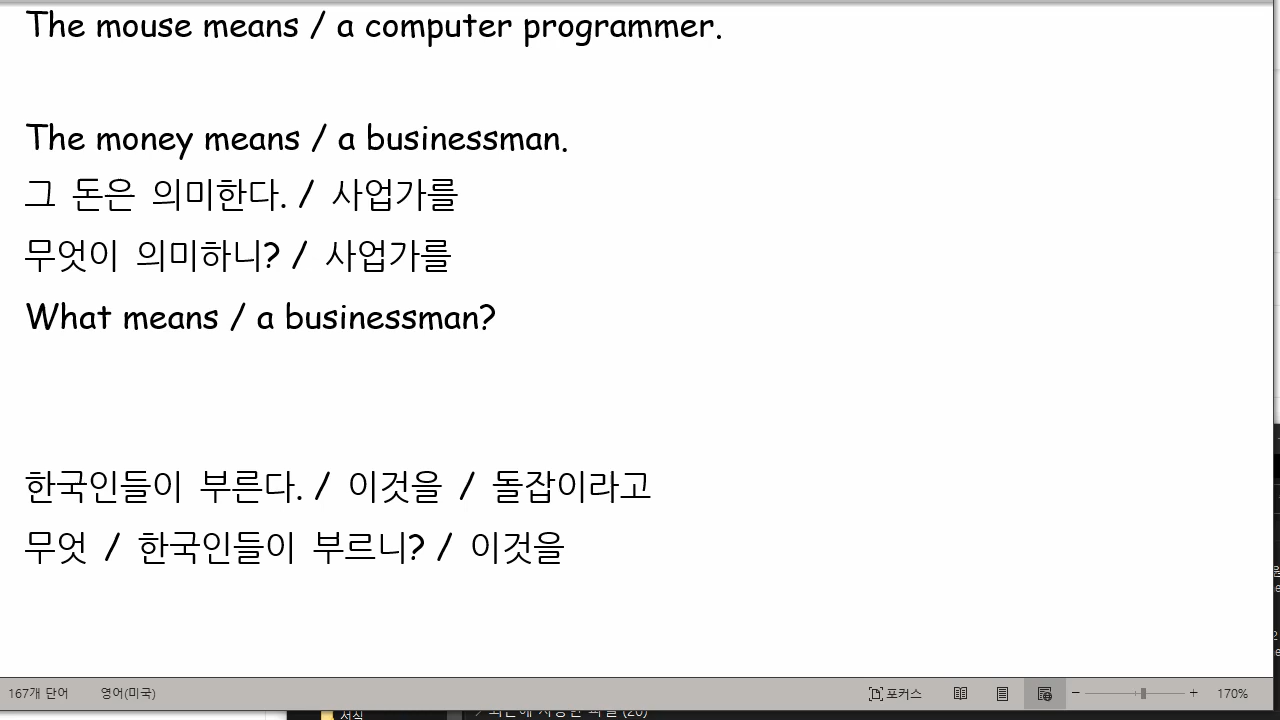 The mouse means / a computer programmer.
The money means / a businessman.
그 돈은 의미한다. / 사업가를
무엇이 의미하니? / 사업가를
What means / a businessman?
한국인들이 부른다. / 이것을 / 돌잡이라고
무엇 / 한국인들이 부르니? / 이것을
167개 단어 영어(미국) 포커스 170%
서식